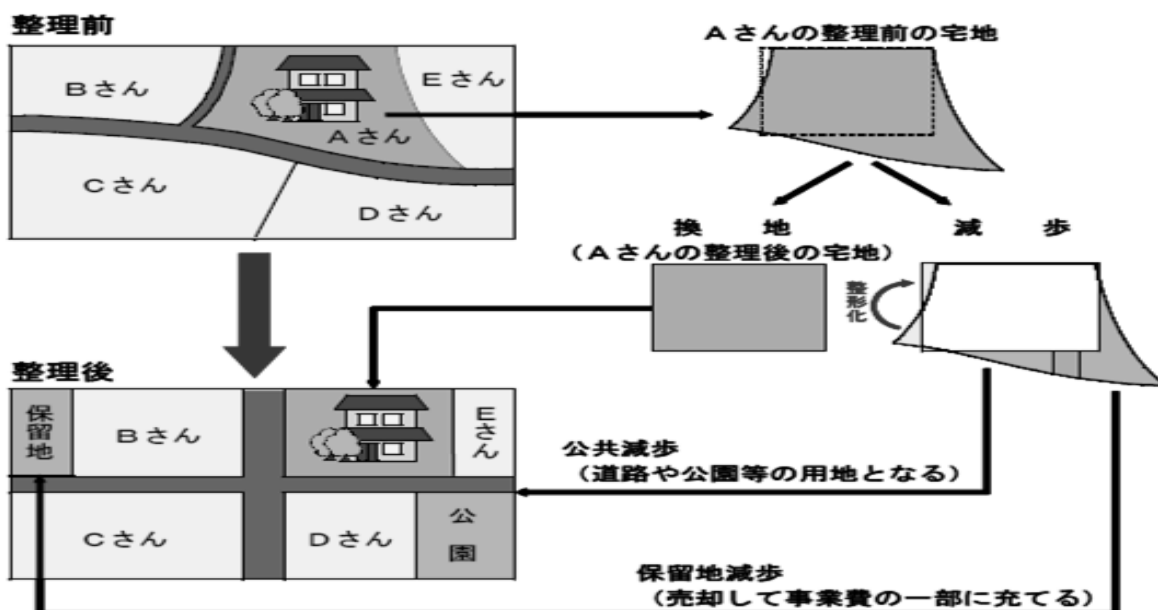 整理前
Bさん
Eさん
Aさん
Cさん
Dさん
Aさんの整理前の宅地
換地
(Aさんの整理後の宅地)
減歩
整形化
整理後
保留地
Bさん
Eさん
Cさん
Dさん
公園
公共減歩
(道路や公園等の用地となる)
保留地減歩
(売却して事業費の一部に充てる)